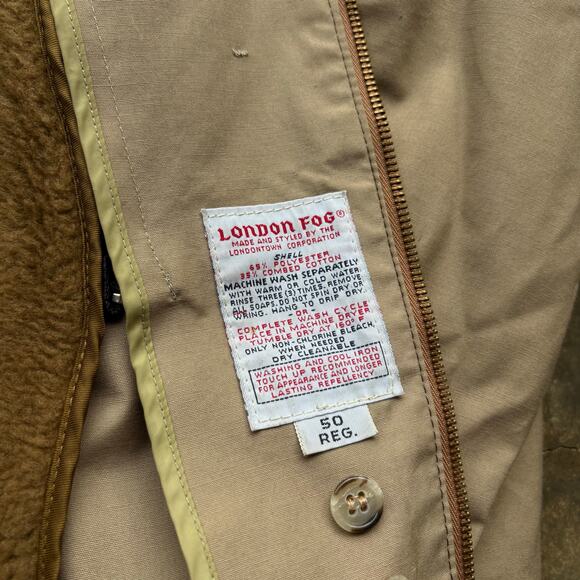 LONDON FOG®
MADE AND STYLED BY THE
LONDONTOWN CORPORATION
SHELL
65% POLYESTER
35% COMBED COTTON
MACHINE WASH SEPARATELY
WITH WARM OR COLD WATER.
RINSE THREE (3) TIMES, REMOVE
ALL SOAPS. DO NOT SPIN DRY OR
WRING. HANG TO DRIP DRY.
OR
COMPLETE WASH CYCLE
PLACE IN MACHINE DRYER
TUMBLE DRY AT 160° F
ONLY NON-CHLORINE BLEACH,
WHEN NEEDED
DRY CLEANABLE
WASHING AND COOL IRON
TOUCH UP RECOMMENDED
FOR APPEARANCE AND LONGER
LASTING REPELLENCY
50
REG.